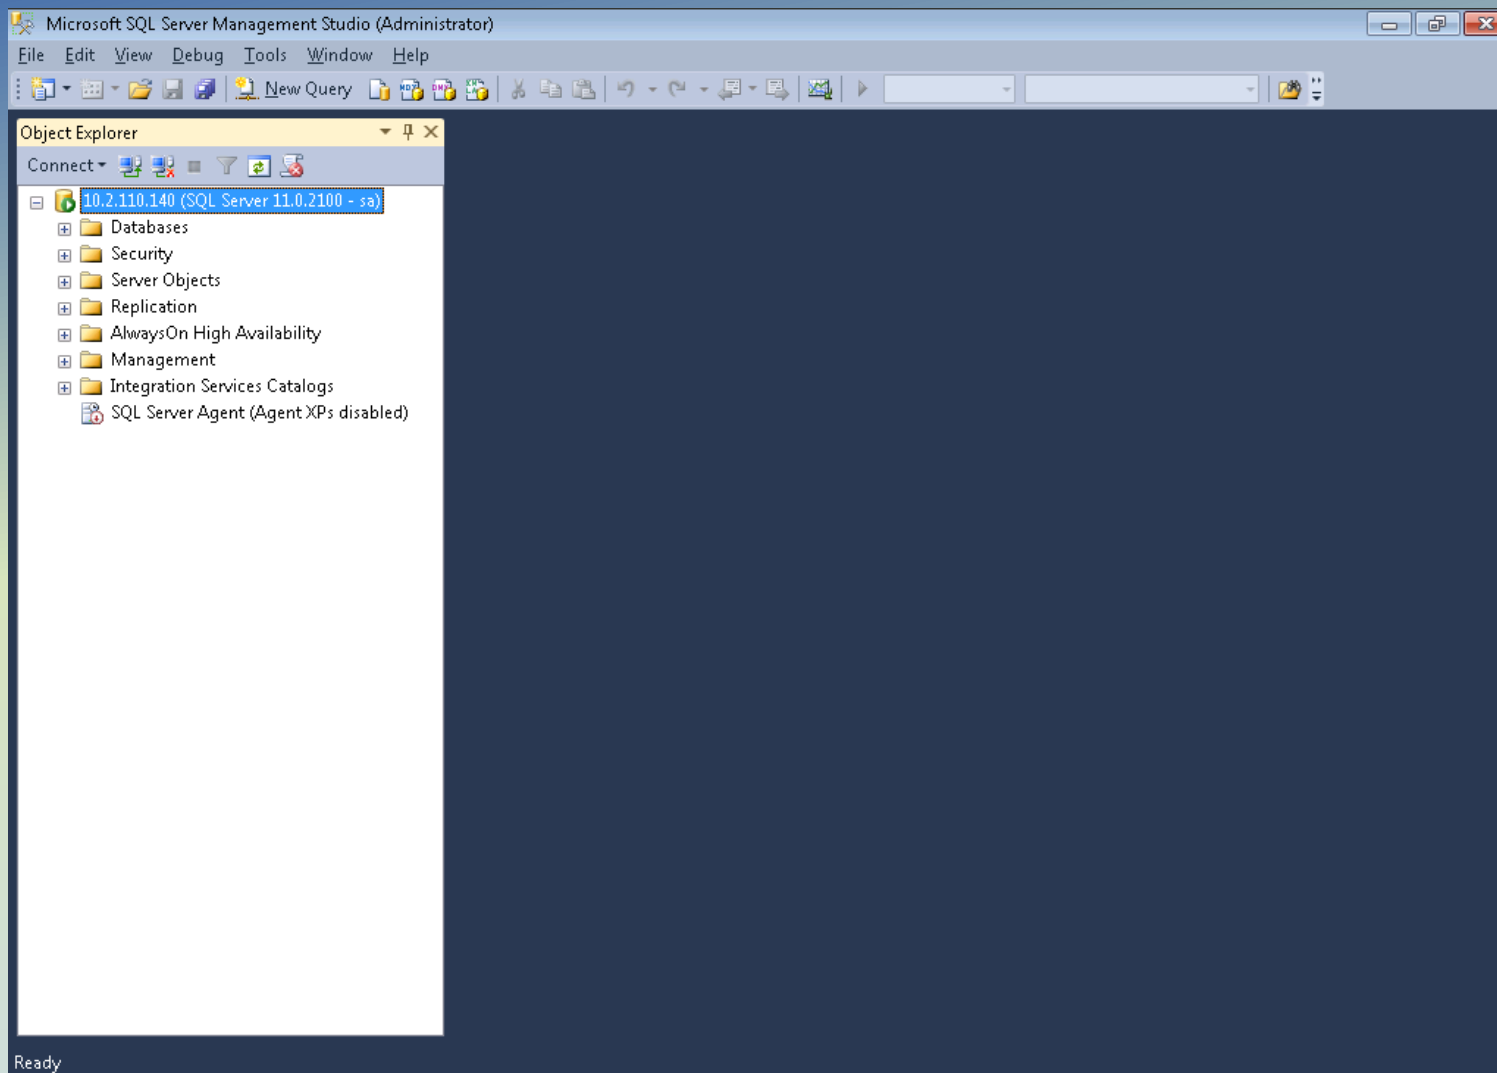 Microsoft SQL Server Management Studio (Administrator)
File Edit View Debug Tools Window Help
New Query
Object Explorer
Connect
10.2.110.140 (SQL Server 11.0.2100 - sa)
Databases
Security
Server Objects
Replication
AlwaysOn High Availability
Management
Integration Services Catalogs
SQL Server Agent (Agent XPs disabled)
Ready